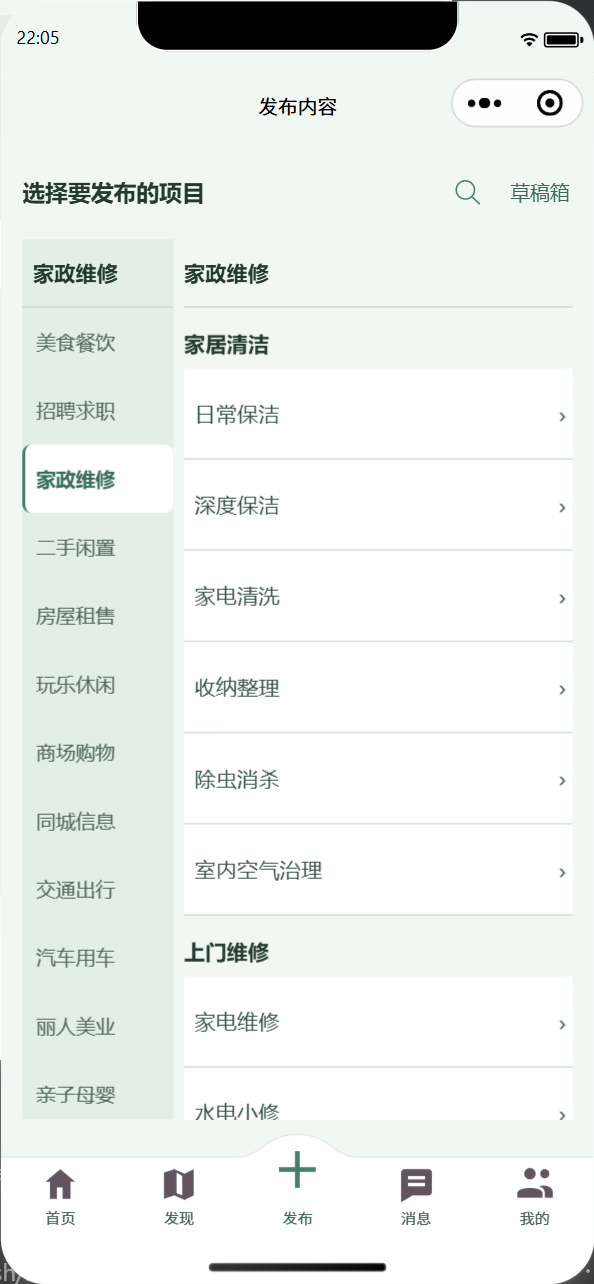 22:05
发布内容
选择要发布的项目
草稿箱
家政维修
美食餐饮
招聘求职
家政维修
二手闲置
房屋租售
玩乐休闲
商场购物
同城信息
交通出行
汽车用车
丽人美业
亲子母婴
家政维修
家居清洁
日常保洁
深度保洁
家电清洗
收纳整理
除虫消杀
室内空气治理
上门维修
家电维修
水电小修
首页
发现
发布
消息
我的